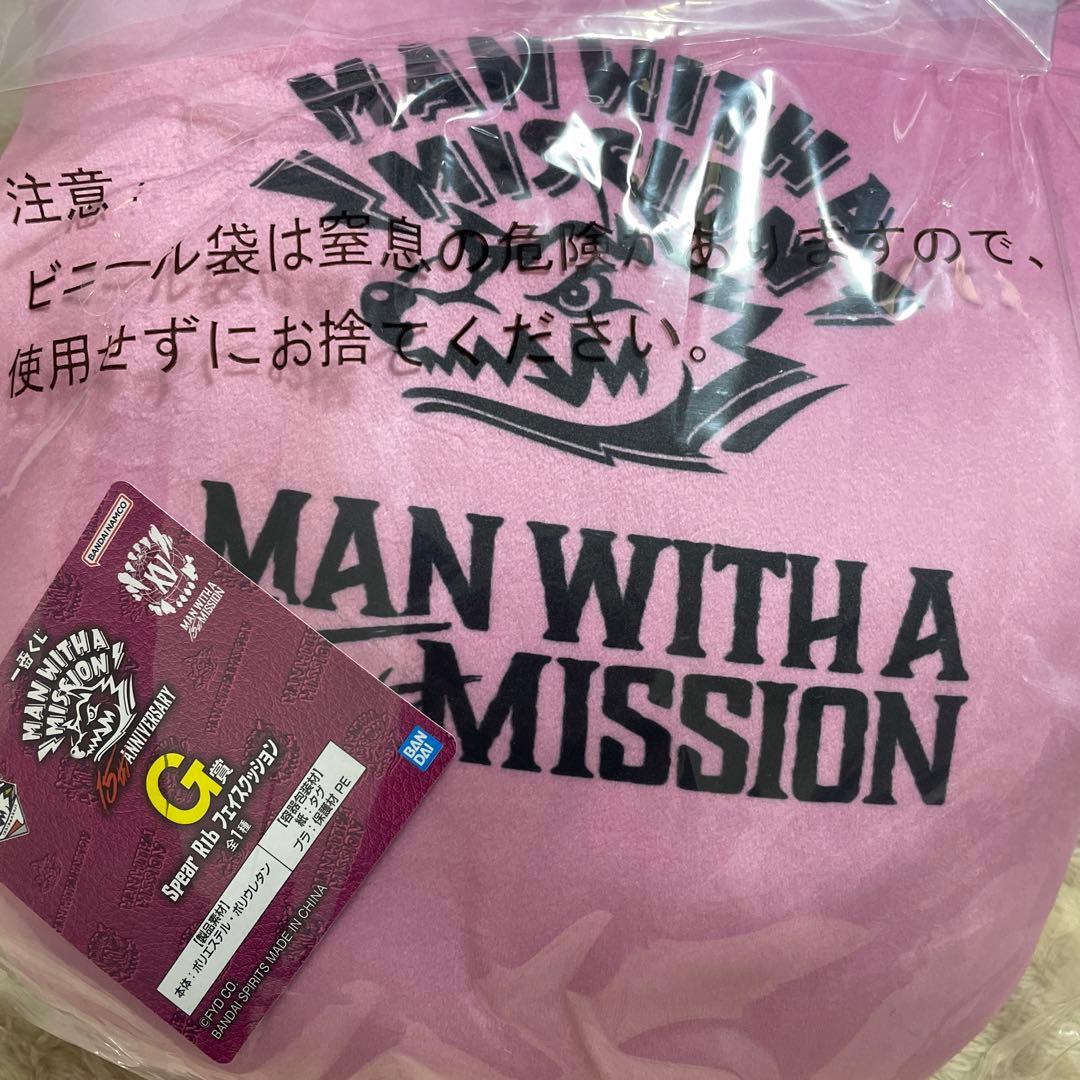 MAN WITH A
MISSION
注意：
ビニール袋は窒息の危険がありますので、
使用せずにお捨てください。
MAN WITH A
MISSION
BANDAI NAMCO
XV
MAN WITH A
MISSION
一番くじ
MAN WITH A
MISSION
15th ANNIVERSARY
G賞
Spear Rib フェイスクッション
全1種
【製品素材】
本体：ポリエステル・ポリウレタン
【容器包装材】
紙：タグ
プラ：保護材 PE
©FYD CO.
BANDAI SPIRITS MADE IN CHINA
BAN
DAI